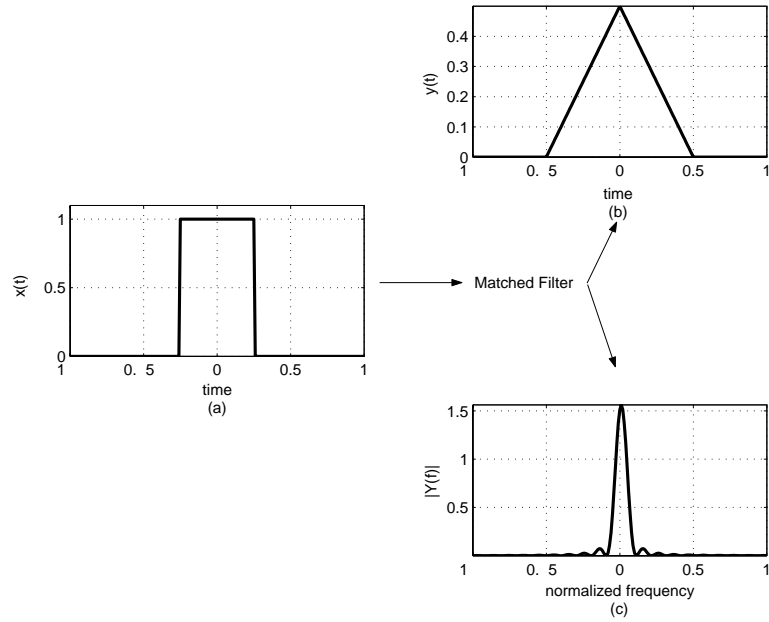 0.4
0.3
0.2
0.1
0
y(t)
1 0. 5 0 0.5 1
time
(b)
1
0.5
0
x(t)
1 0. 5 0 0.5 1
time
(a)
Matched Filter
1.5
1
0.5
|Y(f)|
1 0. 5 0 0.5 1
normalized frequency
(c)